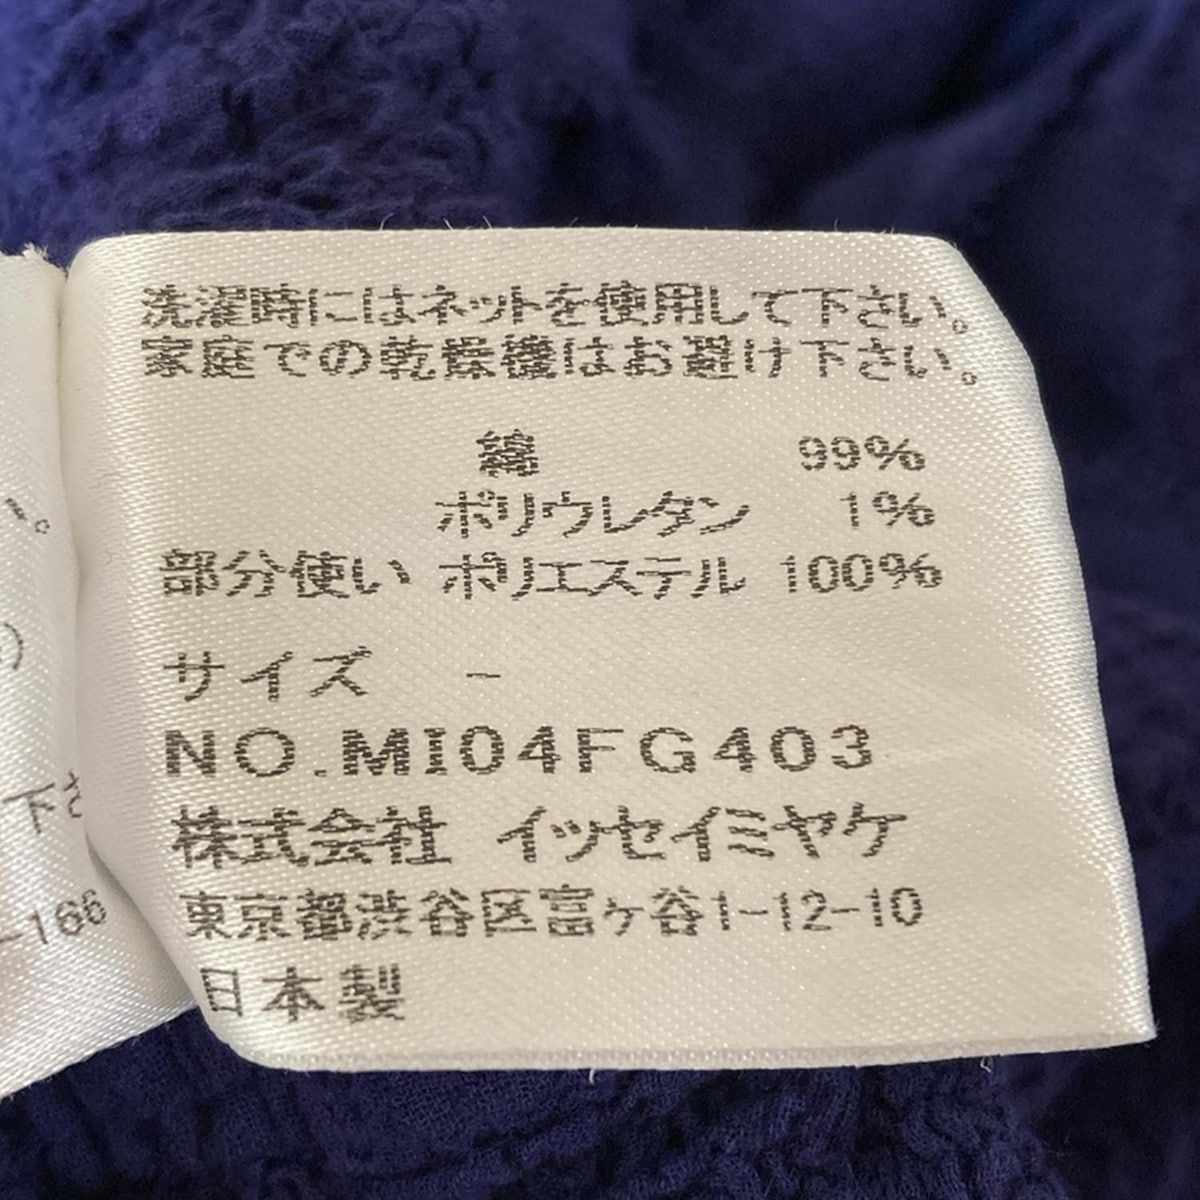 洗濯時にはネットを使用して下さい。
家庭での乾燥機はお避け下さい。
綿 99%
ポリウレタン 1%
部分使い ポリエステル 100%
サイズ -
NO.MI04FG403
株式会社 イッセイミヤケ
東京都渋谷区富ヶ谷1-12-10
日本製
下さ
-166